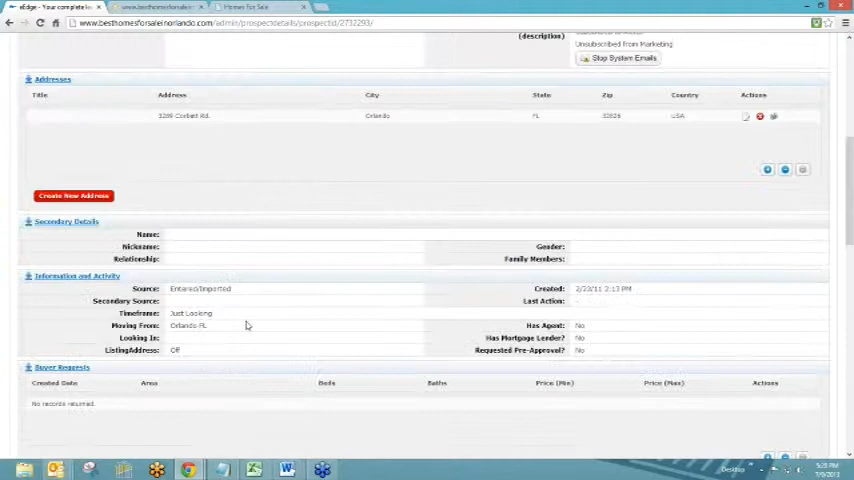 eEdge - Your complete le
www.besthomesforsaleinorlando
Homes For Sale
www.besthomesforsaleinorlando.com/admin/prospectdetails/prospectid/2732293/
(description)
Unsubscribed from Marketing
Stop System Emails
Addresses
Title Address City State Zip Country Actions
3289 Corbett Rd. Orlando FL 32826 USA
Create New Address
Secondary Details
Name:
Nickname: Gender:
Relationship: Family Members:
Information and Activity
Source: Entered/Imported Created: 2/23/11 2:13 PM
Secondary Source: Last Action: -
Timeframe: Just Looking
Moving From: Orlando FL Has Agent: No
Looking In: Has Mortgage Lender? No
ListingAddress: Off Requested Pre-Approval? No
Buyer Requests
Created Date Area Beds Baths Price (Min) Price (Max) Actions
No records returned.
Desktop